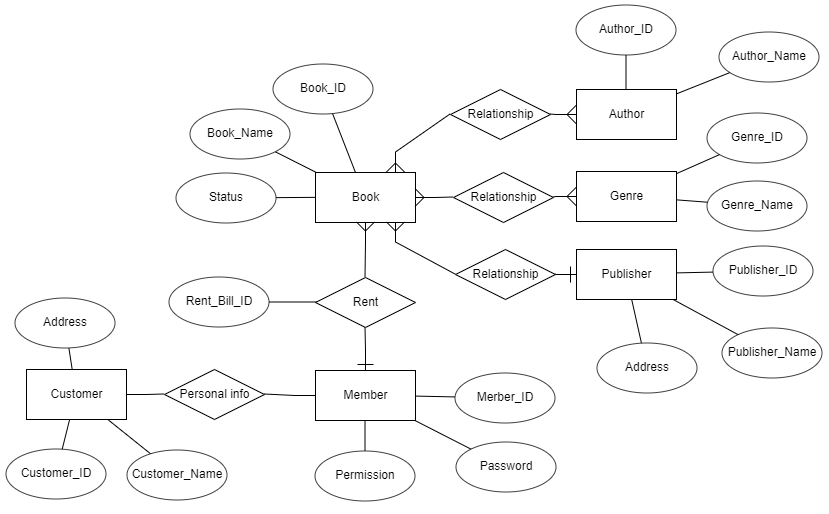 Author_ID
Author_Name
Book_ID
Relationship
Author
Book_Name
Genre_ID
Status
Book
Relationship
Genre
Genre_Name
Relationship
Publisher
Publisher_ID
Rent_Bill_ID
Rent
Address
Publisher_Name
Address
Customer
Personal info
Member
Merber_ID
Customer_ID
Customer_Name
Permission
Password